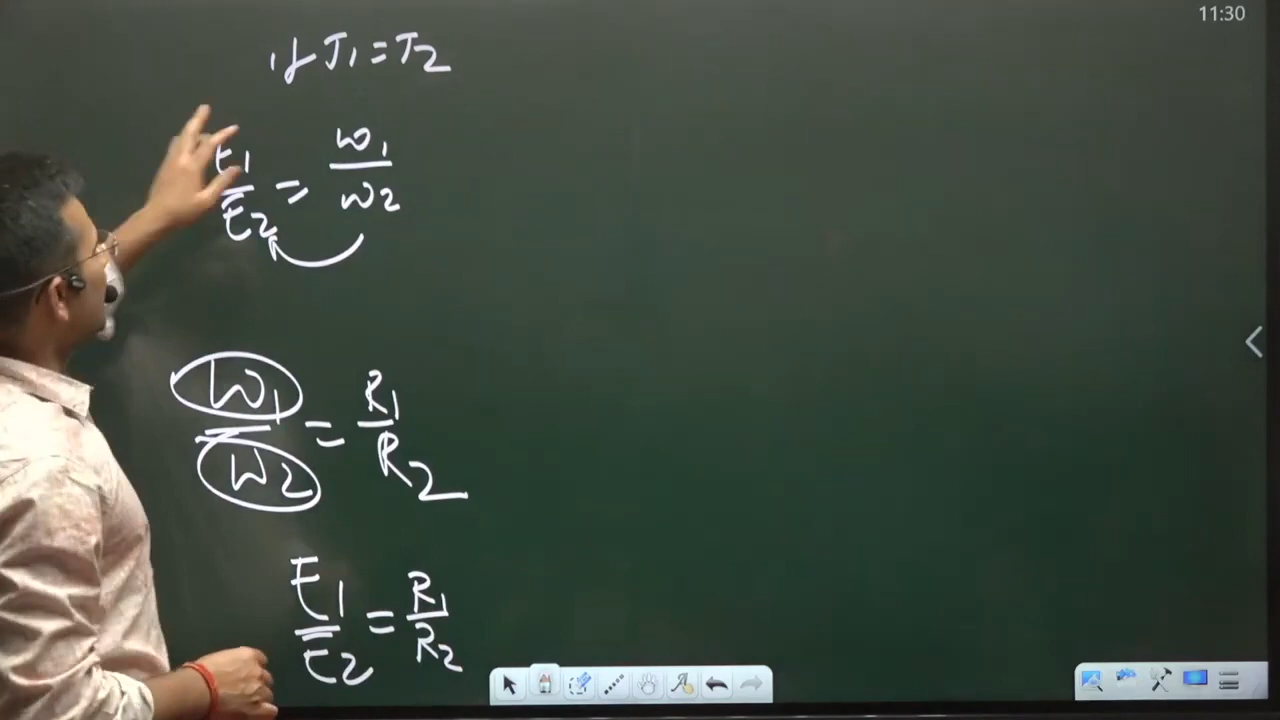 11:30
if T1 = T2
E1/E2 = W1/W2
W1/W2 = R1/R2
E1/E2 = R1/R2